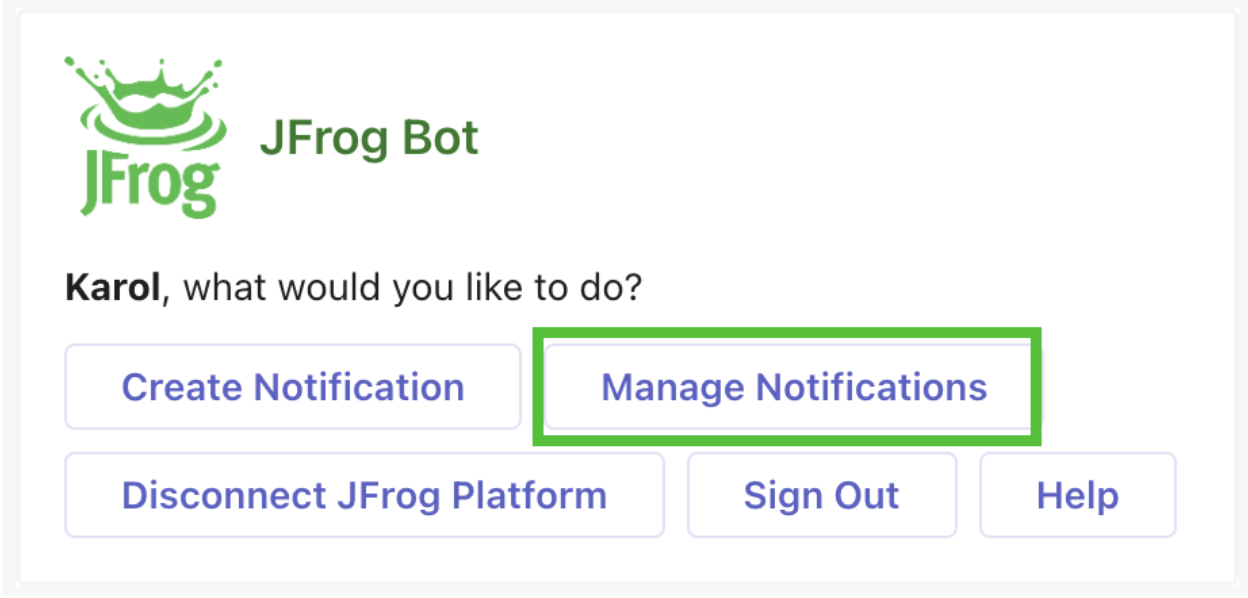 JFrog
JFrog Bot
Karol, what would you like to do?
Create Notification Manage Notifications
Disconnect JFrog Platform Sign Out Help